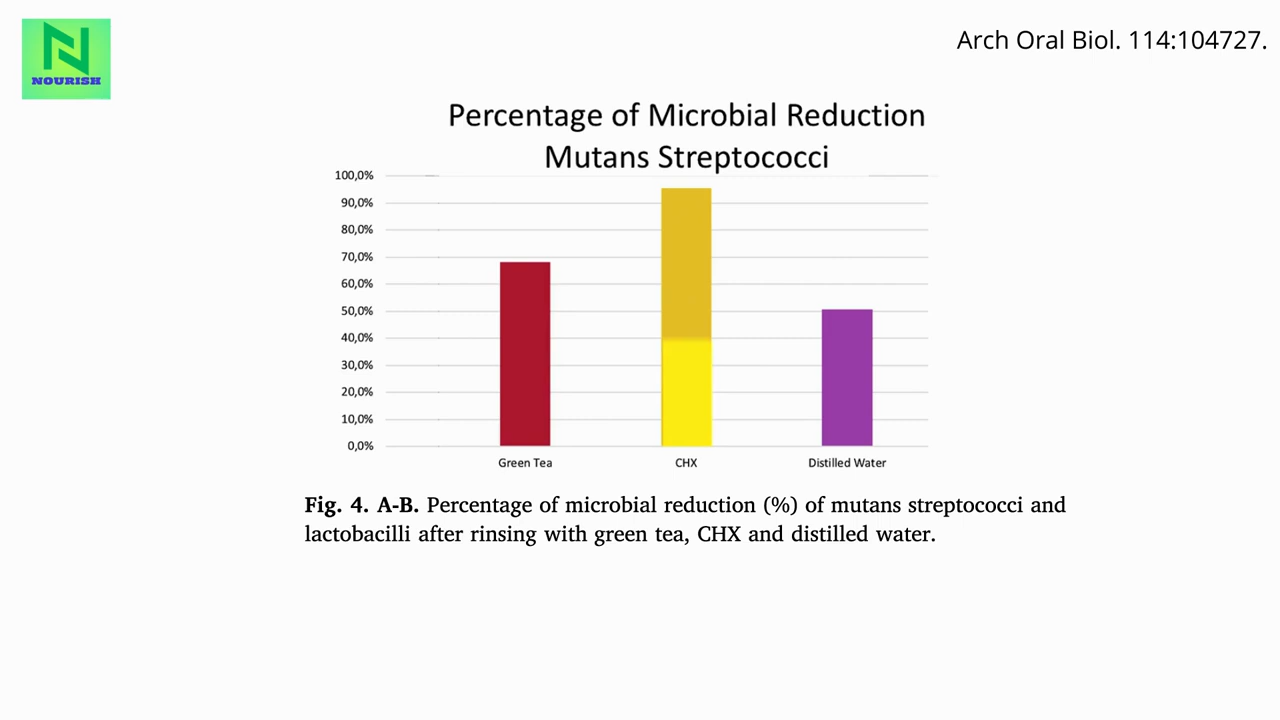 NOURISH
Arch Oral Biol. 114:104727.
Percentage of Microbial Reduction
Mutans Streptococci
100,0%
90,0%
80,0%
70,0%
60,0%
50,0%
40,0%
30,0%
20,0%
10,0%
0,0%
Green Tea
CHX
Distilled Water
Fig. 4. A-B. Percentage of microbial reduction (%) of mutans streptococci and
lactobacilli after rinsing with green tea, CHX and distilled water.